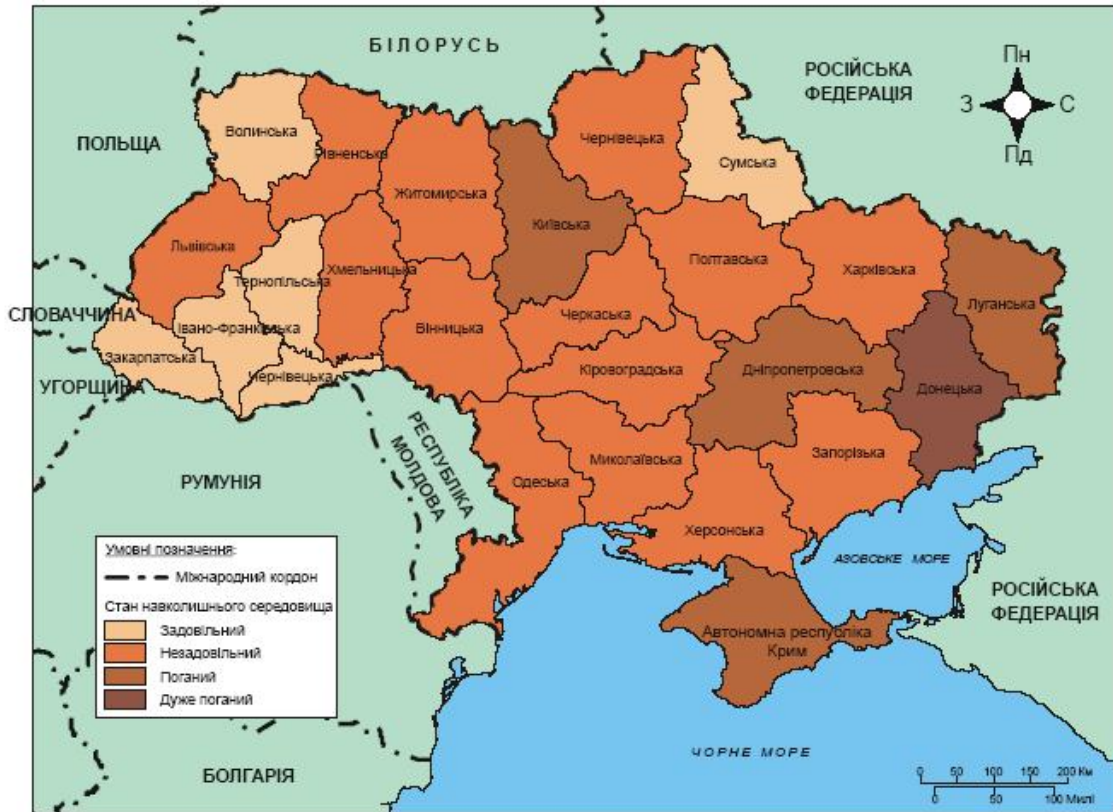 БІЛОРУСЬ
РОСІЙСЬКА
ФЕДЕРАЦІЯ
Пн
З
С
Пд
ПОЛЬЩА
Волинська
Рівненська
Житомирська
Київська
Чернівецька
Сумська
Львівська
Тернопільська
Хмельницька
Вінницька
Черкаська
Полтавська
Харківська
Луганська
СЛОВАЧЧИНА
Івано-Франківська
Закарпатська
Чернівецька
УГОРЩИНА
Кіровоградська
Дніпропетровська
Донецька
РЕСПУБЛІКА
МОЛДОВА
РУМУНІЯ
Одеська
Миколаївська
Запорізька
Херсонська
АЗОВСЬКЕ МОРЕ
РОСІЙСЬКА
ФЕДЕРАЦІЯ
Автономна республіка
Крим
Умовні позначення:
Міжнародний кордон
Стан навколишнього середовища
Задовільний
Незадовільний
Поганий
Дуже поганий
ЧОРНЕ МОРЕ
БОЛГАРІЯ
0 50 100 150 200 Км
0 50 100 Милі